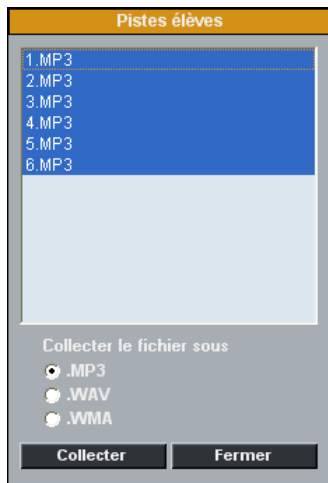 Pistes élèves
1.MP3
2.MP3
3.MP3
4.MP3
5.MP3
6.MP3
Collecter le fichier sous
.MP3
.WAV
.WMA
Collecter Fermer